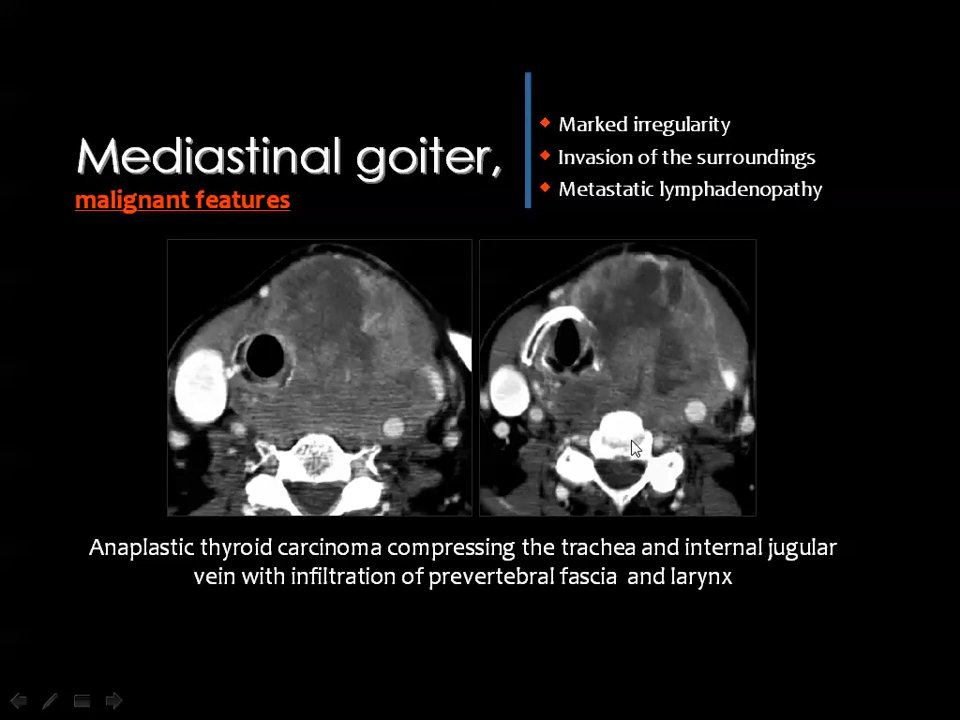 Mediastinal goiter,
malignant features
Marked irregularity
Invasion of the surroundings
Metastatic lymphadenopathy
Anaplastic thyroid carcinoma compressing the trachea and internal jugular
vein with infiltration of prevertebral fascia and larynx